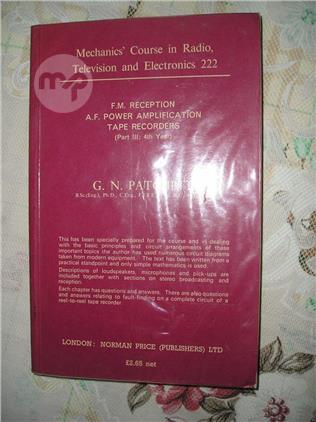 Mechanics' Course in Radio,
Television and Electronics 222
F.M. RECEPTION
A.F. POWER AMPLIFICATION
TAPE RECORDERS
(Part III: 4th Year)
G. N.
B.Sc.(Eng.), Ph.D., C.Eng.,
This has been specially prepared for the course and in dealing
with the basic principles and circuit arrangements of these
important topics the author has used numerous circuit diagrams
taken from modern equipment. The text has been written from a
practical standpoint and only simple mathematics is used.
Descriptions of loudspeakers, microphones and pick-ups are
included together with sections on stereo broadcasting and
reception.
Each chapter has questions and answers. There are also questions
and answers relating to fault-finding on a complete circuit of a
reel-to-reel tape recorder.
LONDON: NORMAN PRICE (PUBLISHERS) LTD
£2.65 net